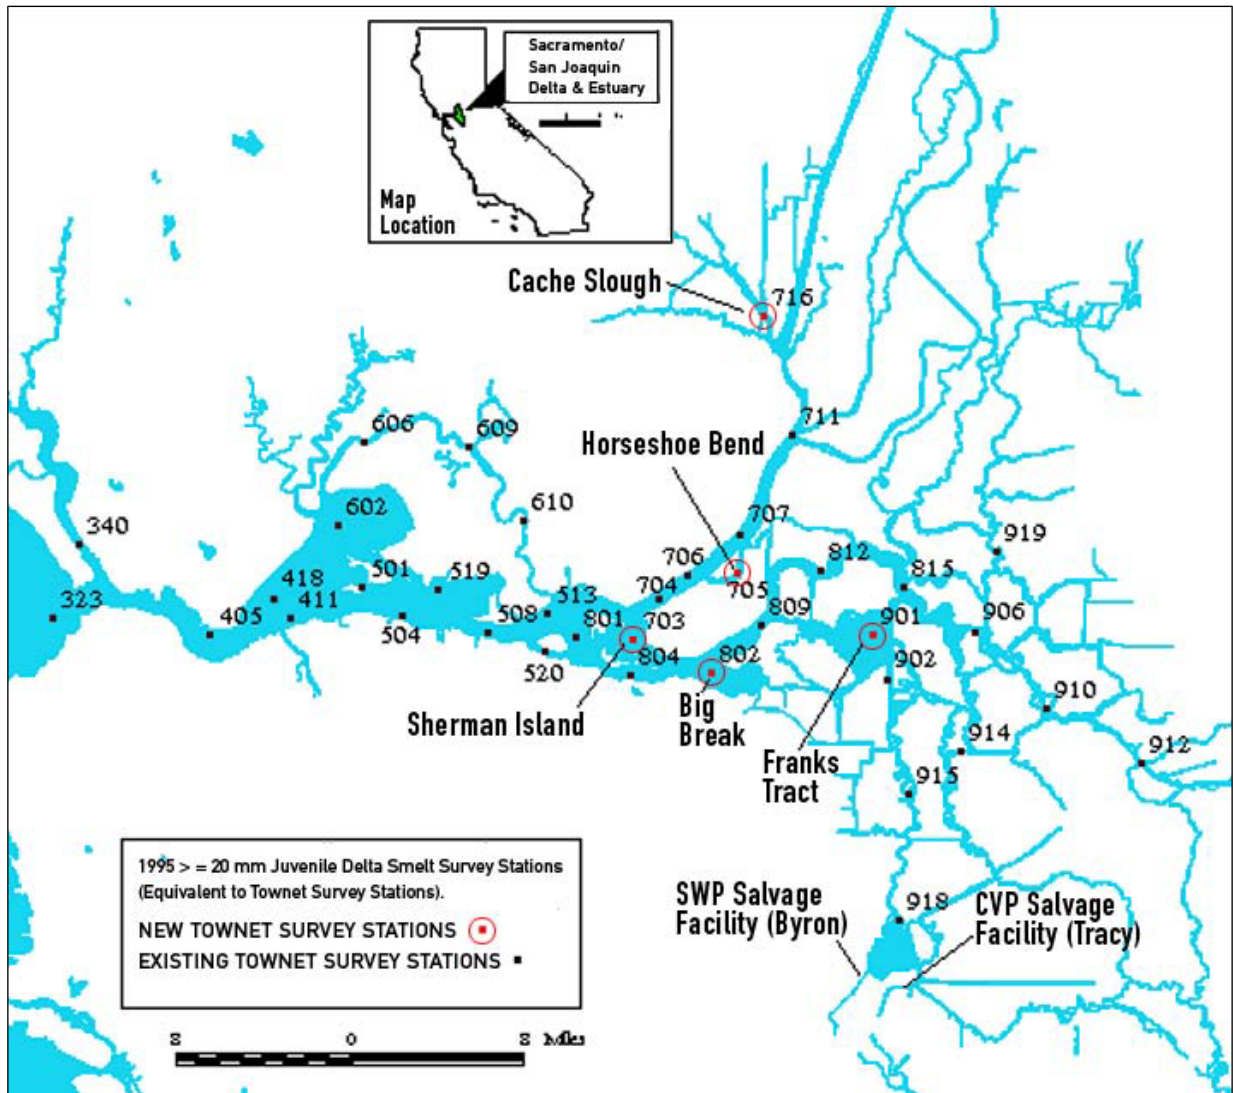 Sacramento/
San Joaquin
Delta & Estuary
Map
Location
Cache Slough
716
711
606
609
Horseshoe Bend
602
610
707
340
919
706
812
418
501
519
704
705
815
323
405
411
508
513
801
703
809
901
906
504
804
802
902
520
Sherman Island
Big
Break
910
914
912
Franks
Tract
915
1995 > = 20 mm Juvenile Delta Smelt Survey Stations
(Equivalent to Townet Survey Stations).
NEW TOWNET SURVEY STATIONS
EXISTING TOWNET SURVEY STATIONS
SWP Salvage
Facility (Byron)
918
CVP Salvage
Facility (Tracy)
8 0 8 Miles